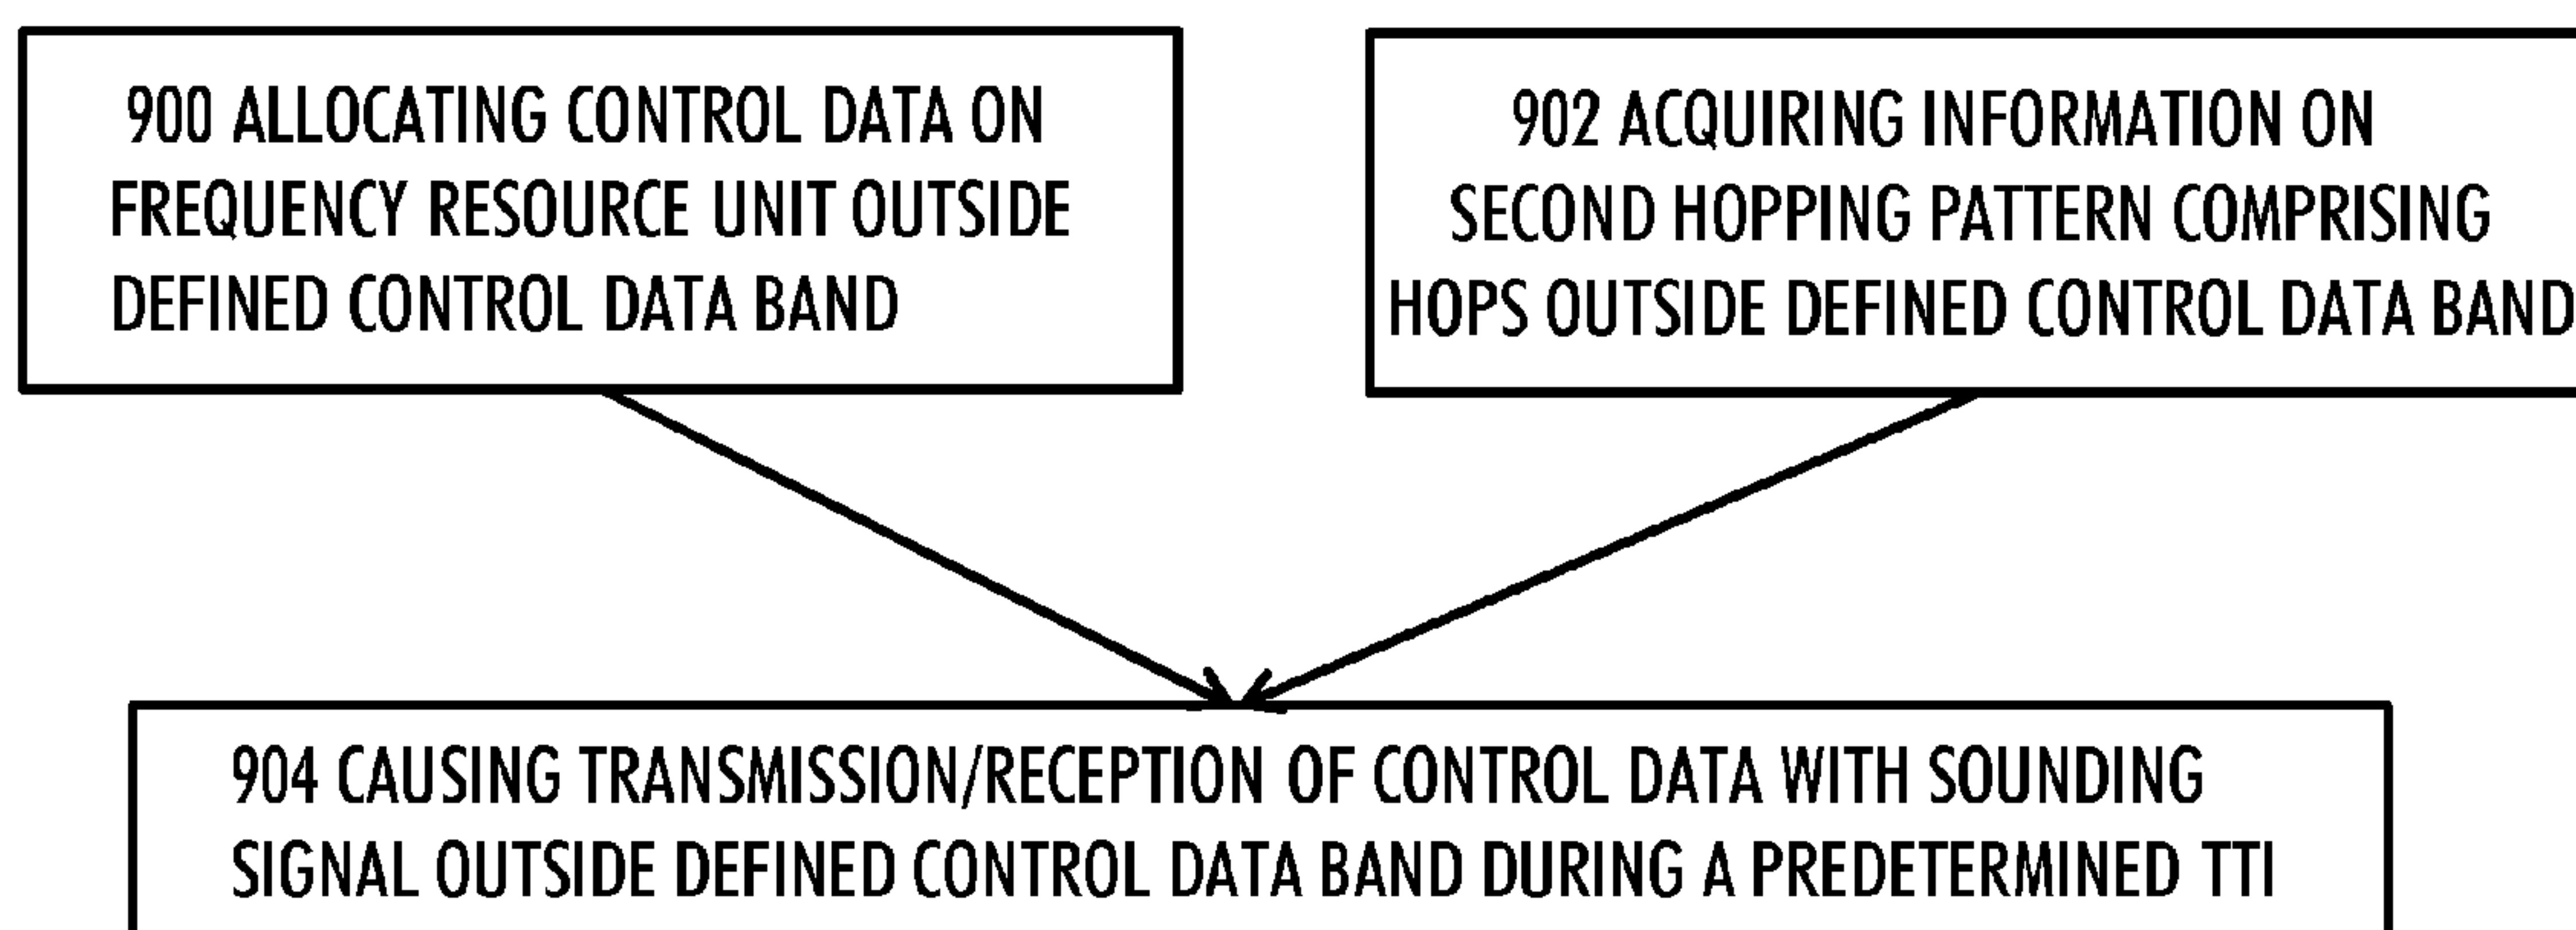 900 ALLOCATING CONTROL DATA ON
FREQUENCY RESOURCE UNIT OUTSIDE
DEFINED CONTROL DATA BAND
902 ACQUIRING INFORMATION ON
SECOND HOPPING PATTERN COMPRISING
HOPS OUTSIDE DEFINED CONTROL DATA BAND
904 CAUSING TRANSMISSION/RECEPTION OF CONTROL DATA WITH SOUNDING
SIGNAL OUTSIDE DEFINED CONTROL DATA BAND DURING A PREDETERMINED TTI